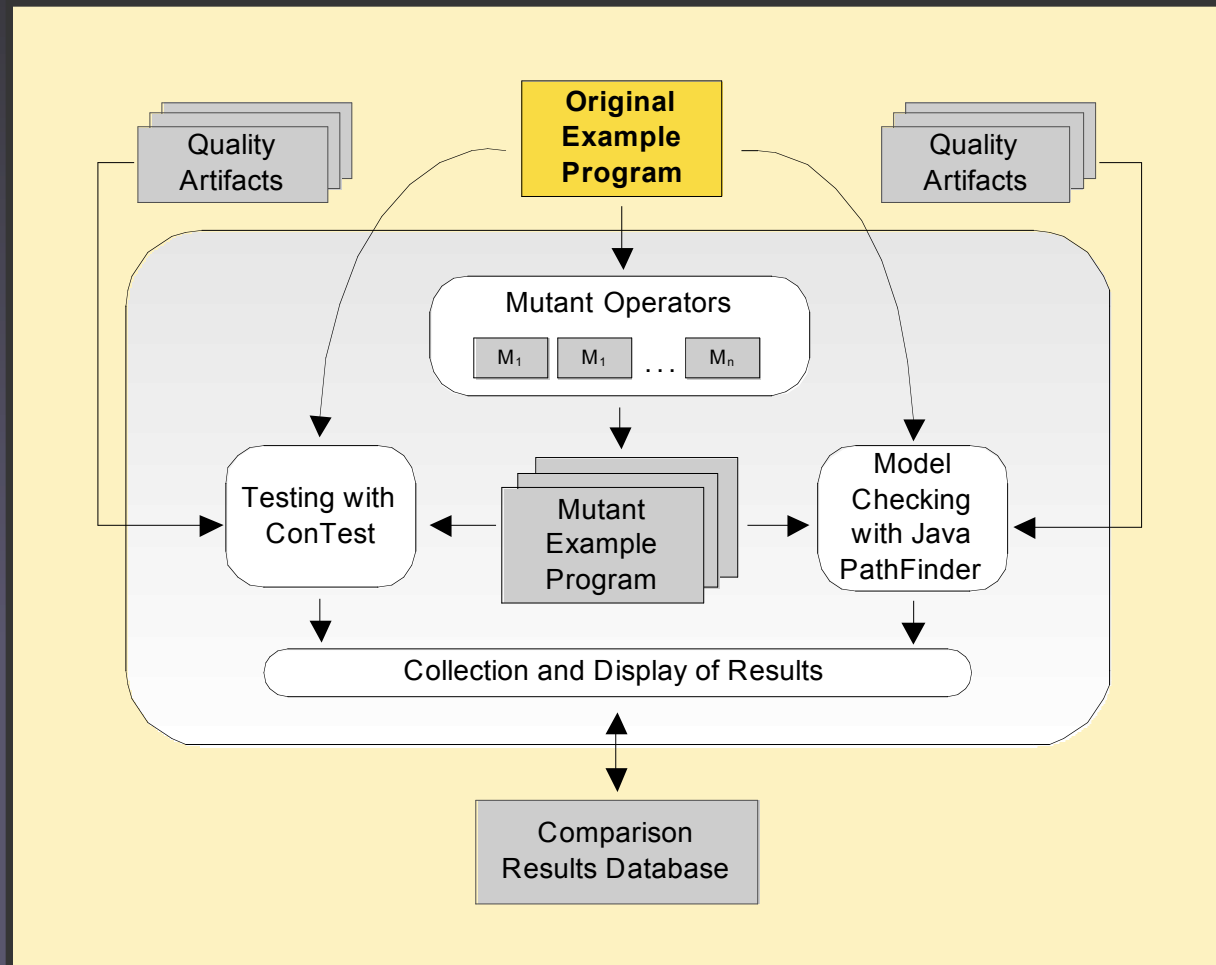 Original
Example
Program
Quality
Artifacts
Quality
Artifacts
Mutant Operators
M₁ M₁ ... Mₙ
Testing with
ConTest
Mutant
Example
Program
Model
Checking
with Java
PathFinder
Collection and Display of Results
Comparison
Results Database